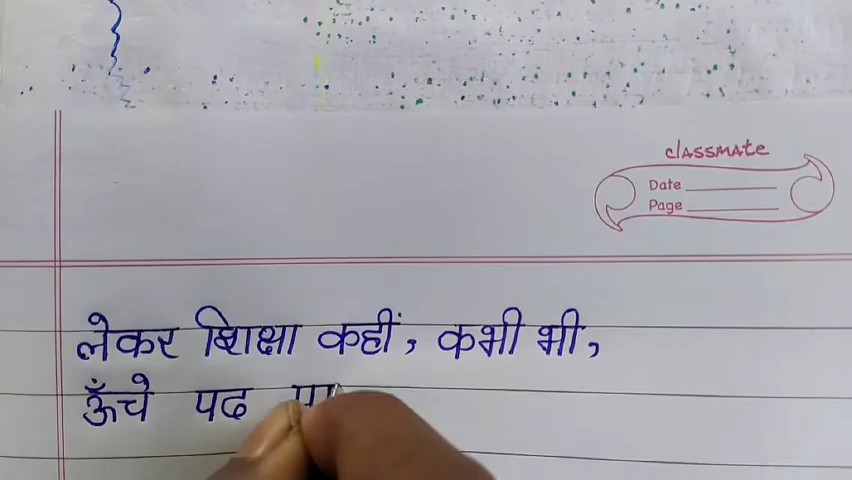 classmate
Date
Page
लेकर शिक्षा कहीं, कभी भी,
ऊँचे पद